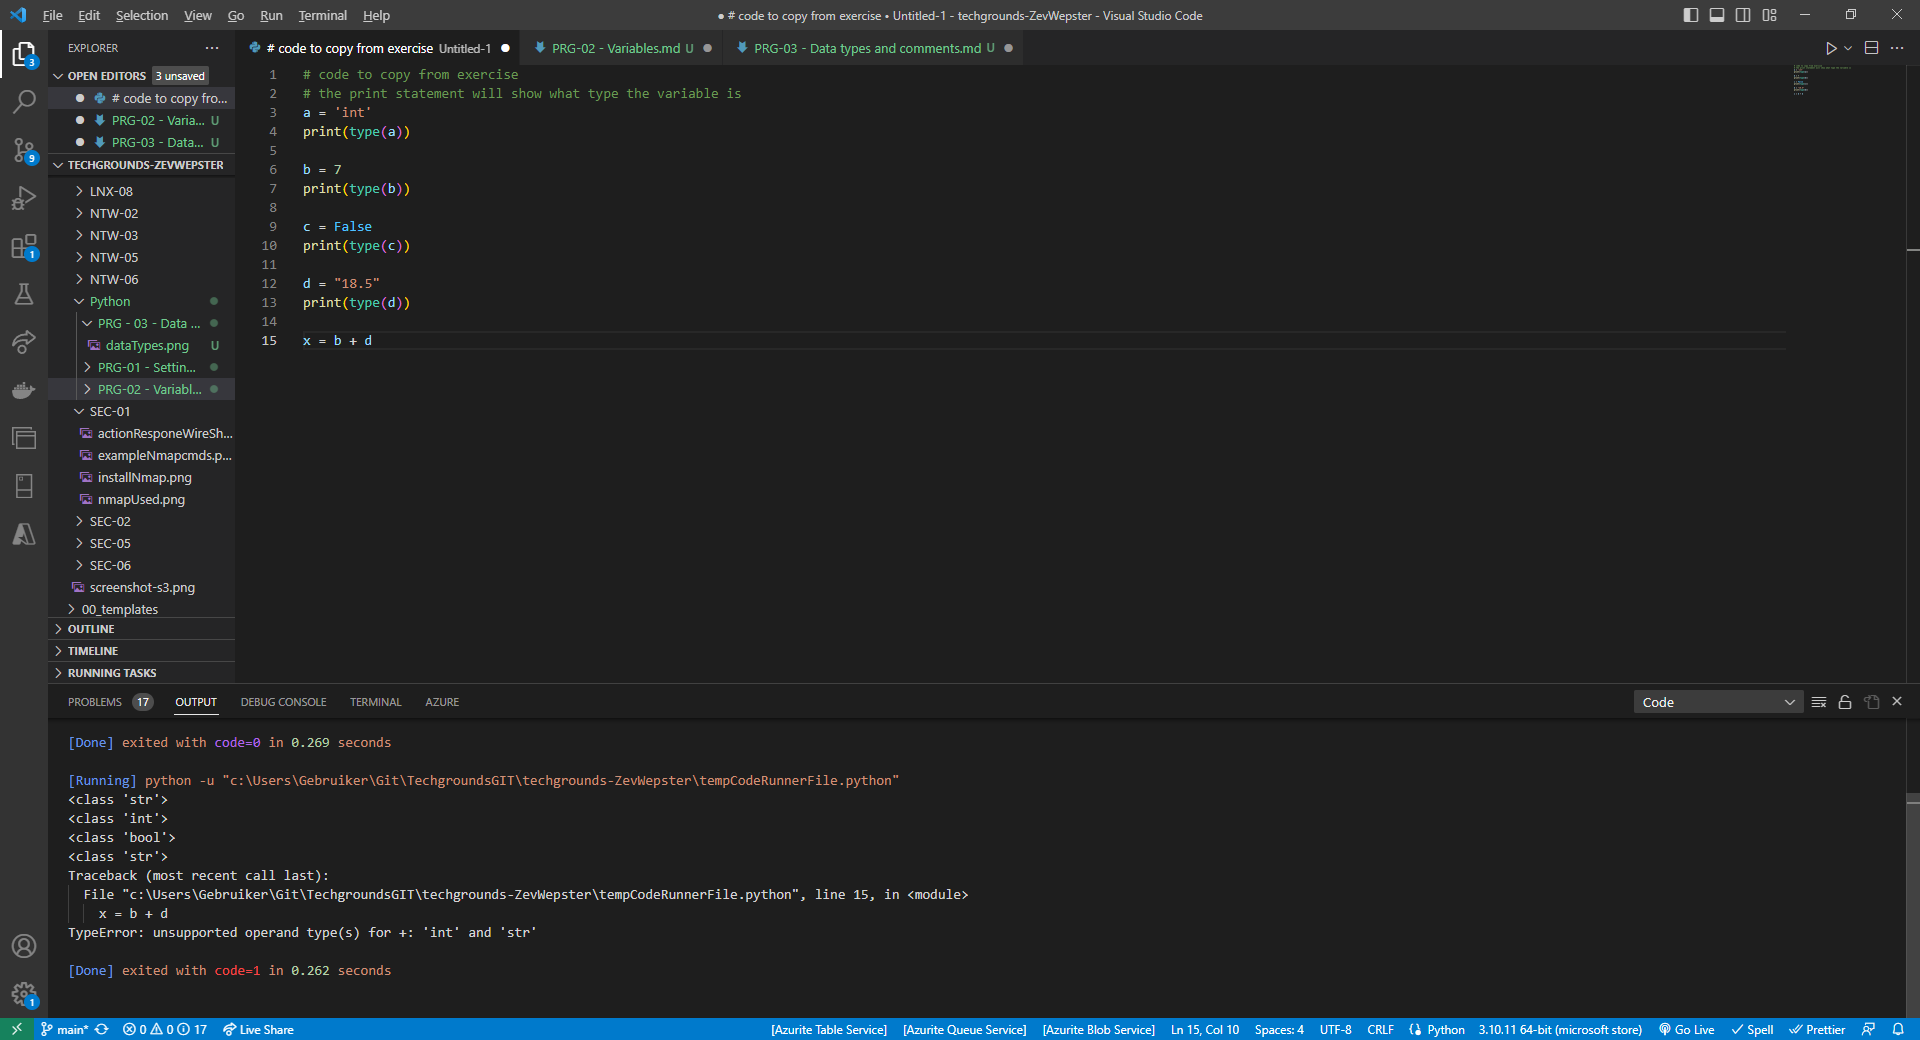 File Edit Selection View Go Run Terminal Help
● # code to copy from exercise • Untitled-1 - techgrounds-ZevWepster - Visual Studio Code
EXPLORER
OPEN EDITORS 3 unsaved
# code to copy fro...
PRG-02 - Varia... U
PRG-03 - Data... U
TECHGROUNDS-ZEVWEPSTER
LNX-08
NTW-02
NTW-03
NTW-05
NTW-06
Python
PRG - 03 - Data ...
dataTypes.png U
PRG-01 - Settin...
PRG-02 - Variabl...
SEC-01
actionResponeWireSh...
exampleNmapcmds.p...
installNmap.png
nmapUsed.png
SEC-02
SEC-05
SEC-06
screenshot-s3.png
00_templates
OUTLINE
TIMELINE
RUNNING TASKS
3
9
1
1
# code to copy from exercise Untitled-1
PRG-02 - Variables.md U
PRG-03 - Data types and comments.md U
1 # code to copy from exercise
2 # the print statement will show what type the variable is
3 a = 'int'
4 print(type(a))
5
6 b = 7
7 print(type(b))
8
9 c = False
10 print(type(c))
11
12 d = "18.5"
13 print(type(d))
14
15 x = b + d
PROBLEMS 17 OUTPUT DEBUG CONSOLE TERMINAL AZURE
Code
[Done] exited with code=0 in 0.269 seconds
[Running] python -u "c:\Users\Gebruiker\Git\TechgroundsGIT\techgrounds-ZevWepster\tempCodeRunnerFile.python"
<class 'str'>
<class 'int'>
<class 'bool'>
<class 'str'>
Traceback (most recent call last):
File "c:\Users\Gebruiker\Git\TechgroundsGIT\techgrounds-ZevWepster\tempCodeRunnerFile.python", line 15, in <module>
x = b + d
TypeError: unsupported operand type(s) for +: 'int' and 'str'
[Done] exited with code=1 in 0.262 seconds
main* 0 0 17 Live Share
[Azurite Table Service] [Azurite Queue Service] [Azurite Blob Service] Ln 15, Col 10 Spaces: 4 UTF-8 CRLF Python 3.10.11 64-bit (microsoft store) Go Live Spell Prettier